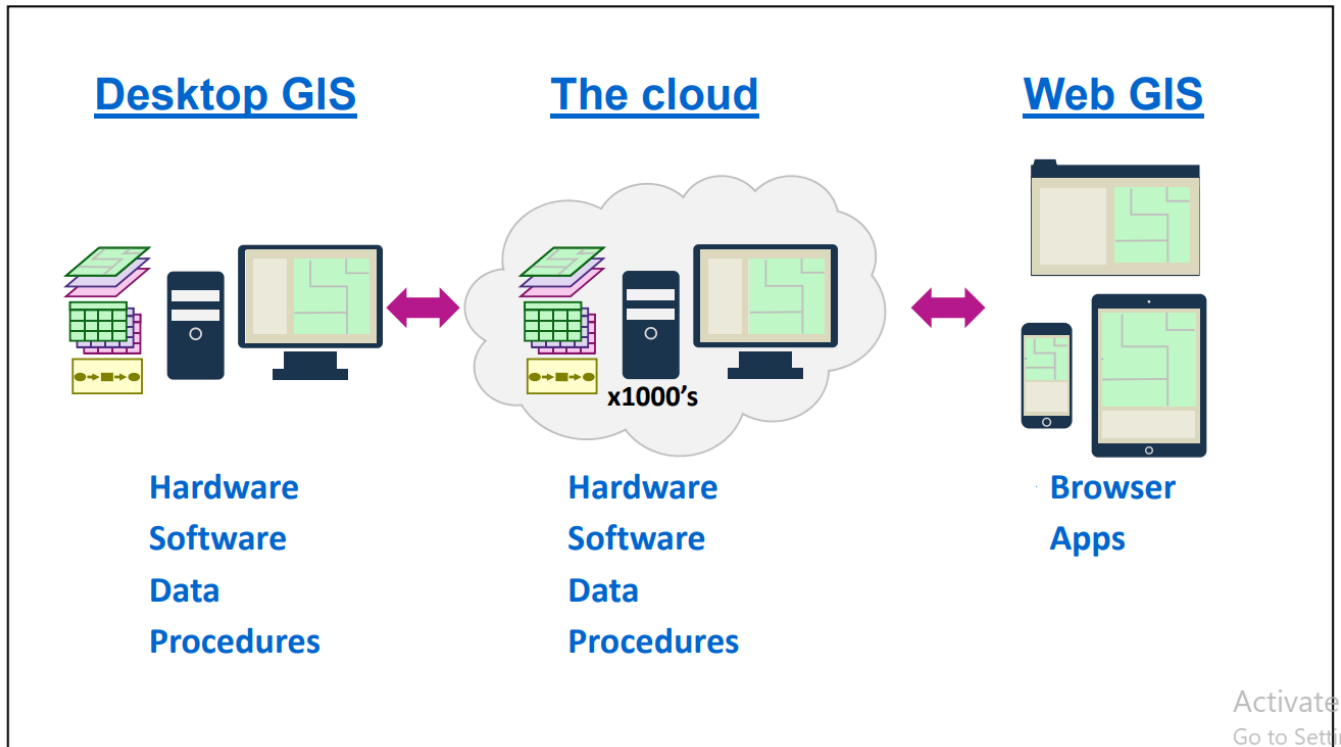 Desktop GIS
The cloud
Web GIS
x1000's
Hardware
Software
Data
Procedures
Hardware
Software
Data
Procedures
Browser
Apps
Activate
Go to